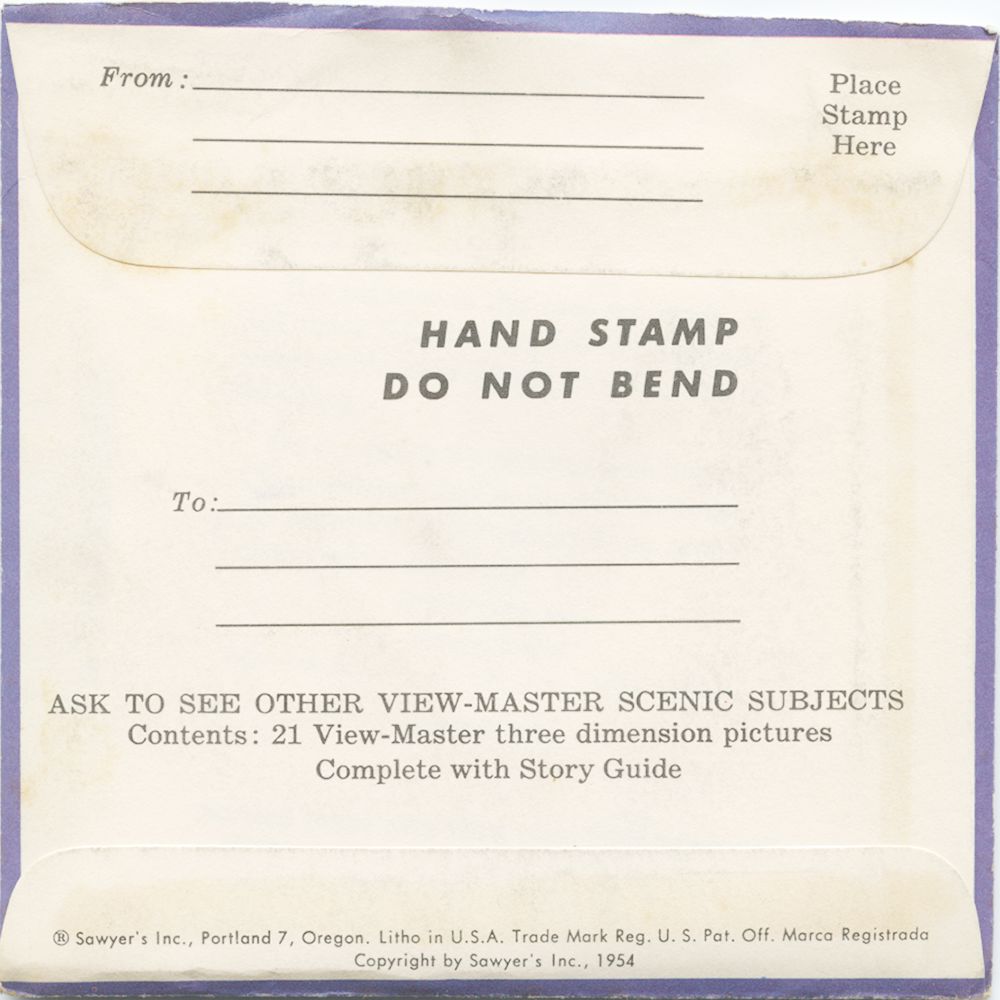 From :
Place
Stamp
Here
HAND STAMP
DO NOT BEND
To:
ASK TO SEE OTHER VIEW-MASTER SCENIC SUBJECTS
Contents: 21 View-Master three dimension pictures
Complete with Story Guide
® Sawyer's Inc., Portland 7, Oregon. Litho in U.S.A. Trade Mark Reg. U. S. Pat. Off. Marca Registrada
Copyright by Sawyer's Inc., 1954